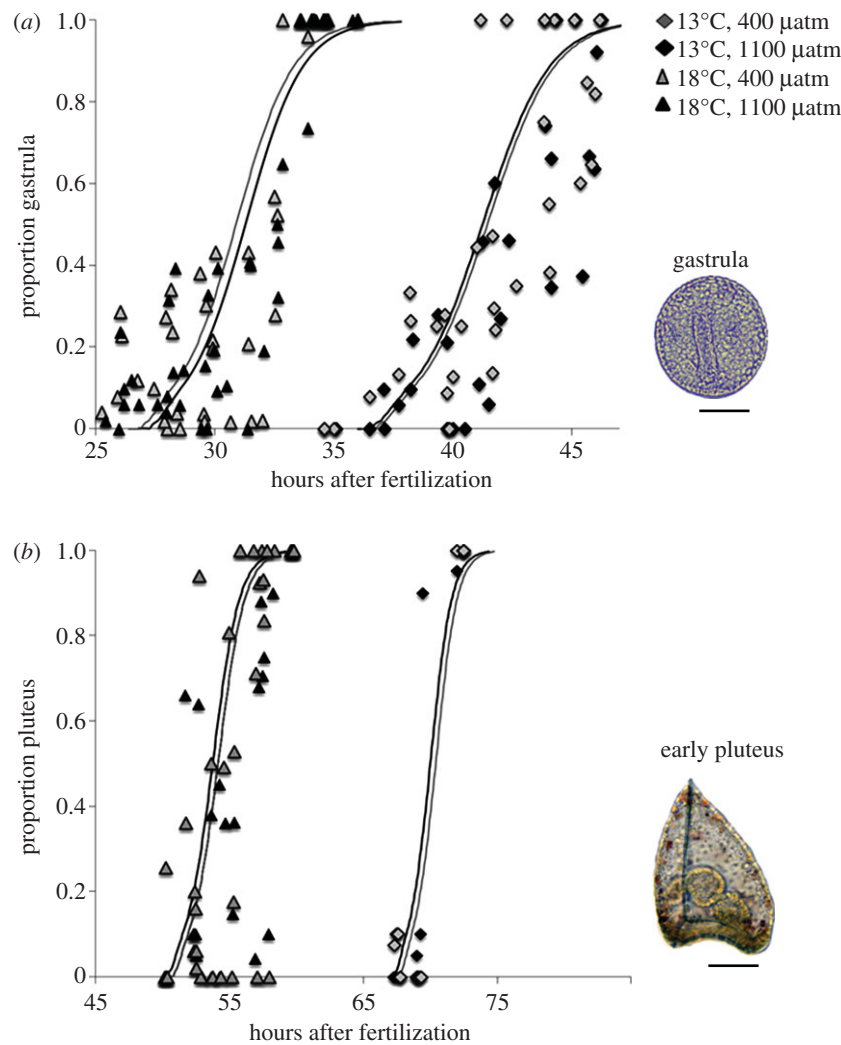 (a)
1.0
0.8
0.6
0.4
0.2
0
proportion gastrula
25
30
35
40
45
hours after fertilization
13°C, 400 µatm
13°C, 1100 µatm
18°C, 400 µatm
18°C, 1100 µatm
gastrula
(b)
1.0
0.8
0.6
0.4
0.2
0
proportion pluteus
45
55
65
75
hours after fertilization
early pluteus